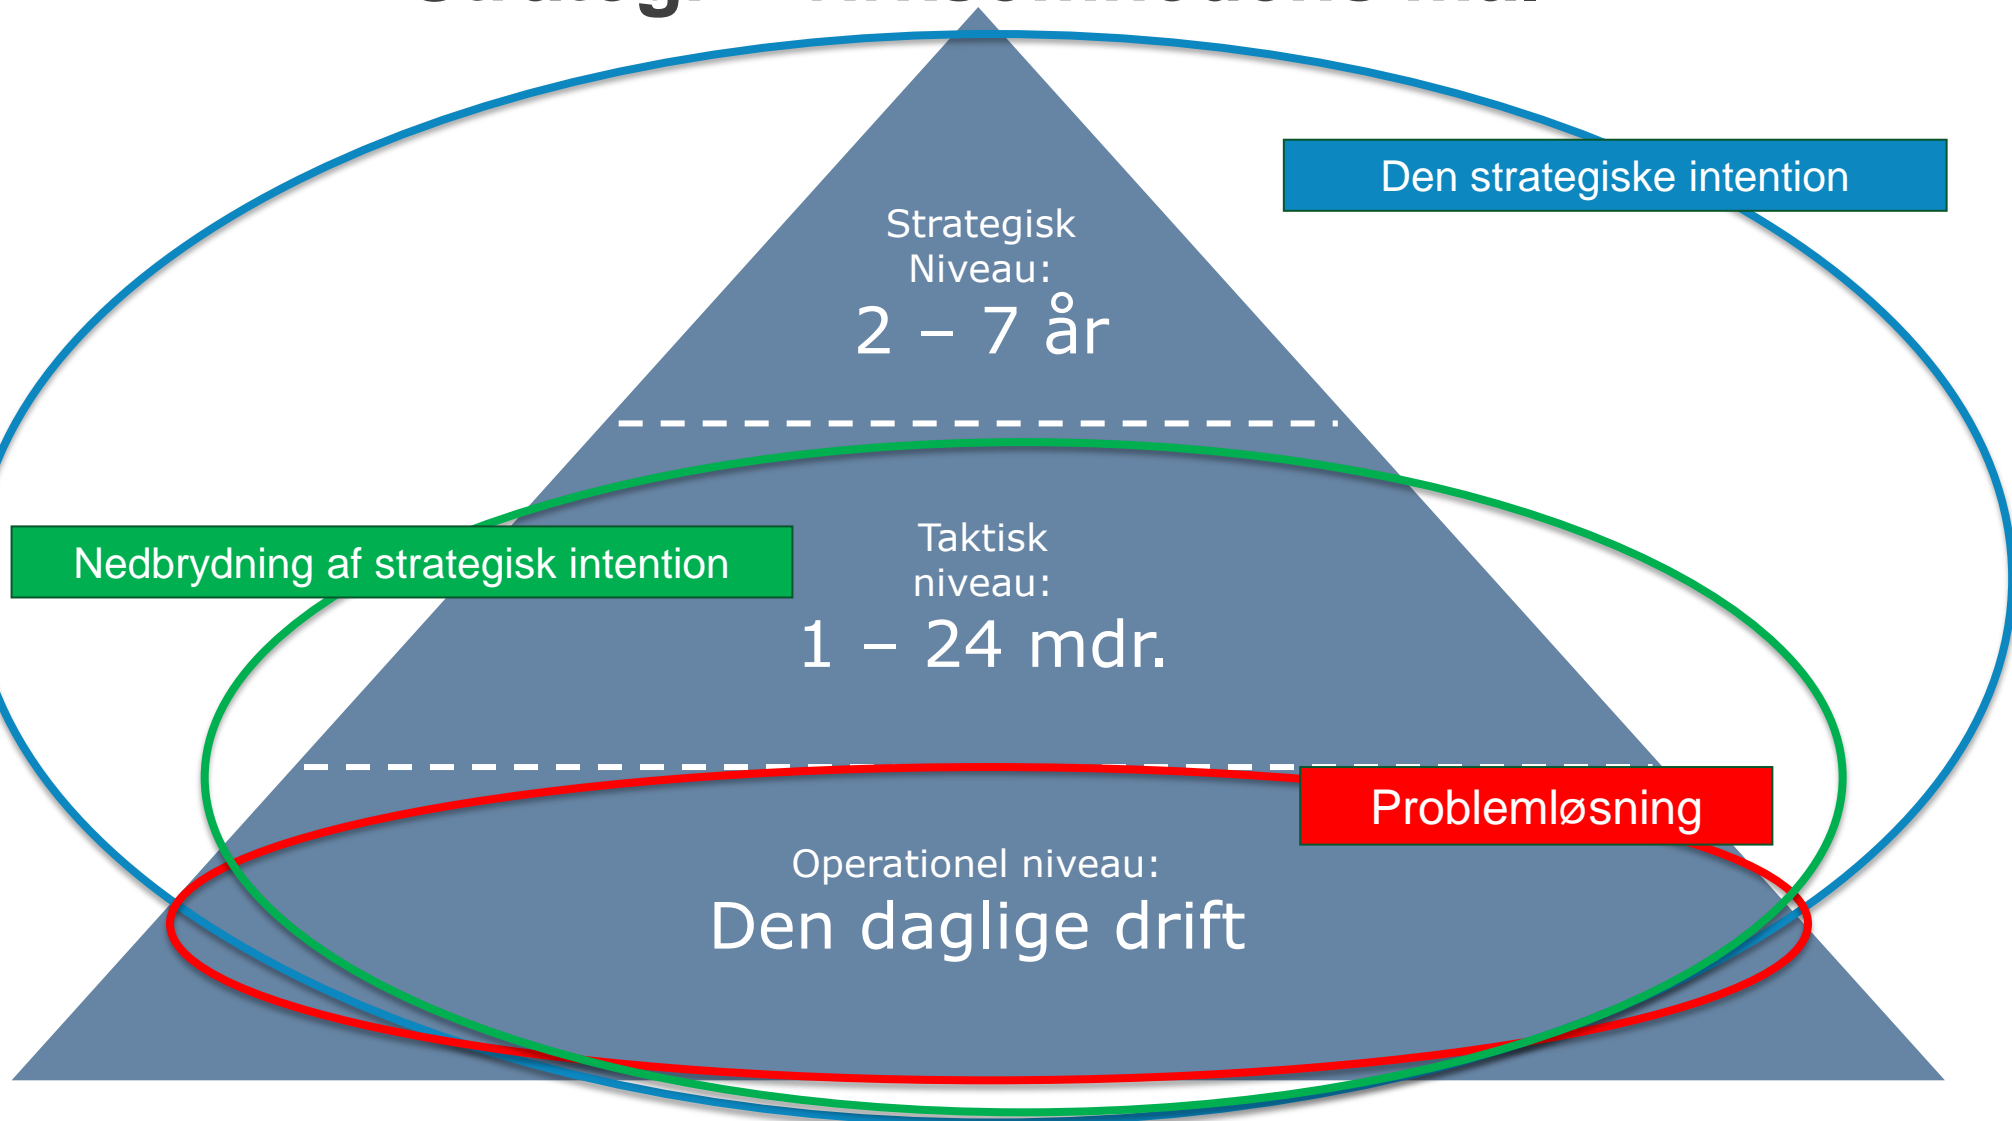 Den strategiske intention
Strategisk
Niveau:
2 – 7 år
Nedbrydning af strategisk intention
Taktisk
niveau:
1 – 24 mdr.
Problemløsning
Operationel niveau:
Den daglige drift